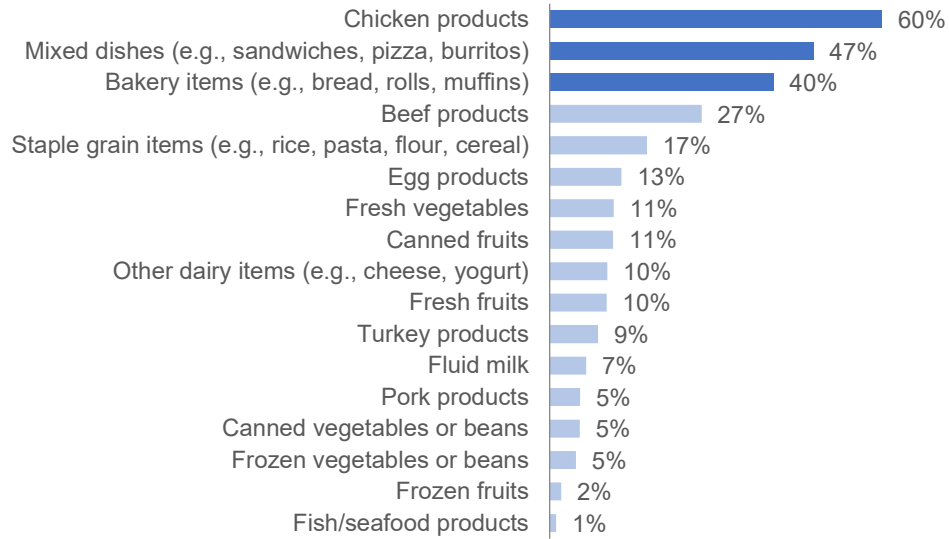 Chicken products 60%
Mixed dishes (e.g., sandwiches, pizza, burritos) 47%
Bakery items (e.g., bread, rolls, muffins) 40%
Beef products 27%
Staple grain items (e.g., rice, pasta, flour, cereal) 17%
Egg products 13%
Fresh vegetables 11%
Canned fruits 11%
Other dairy items (e.g., cheese, yogurt) 10%
Fresh fruits 10%
Turkey products 9%
Fluid milk 7%
Pork products 5%
Canned vegetables or beans 5%
Frozen vegetables or beans 5%
Frozen fruits 2%
Fish/seafood products 1%